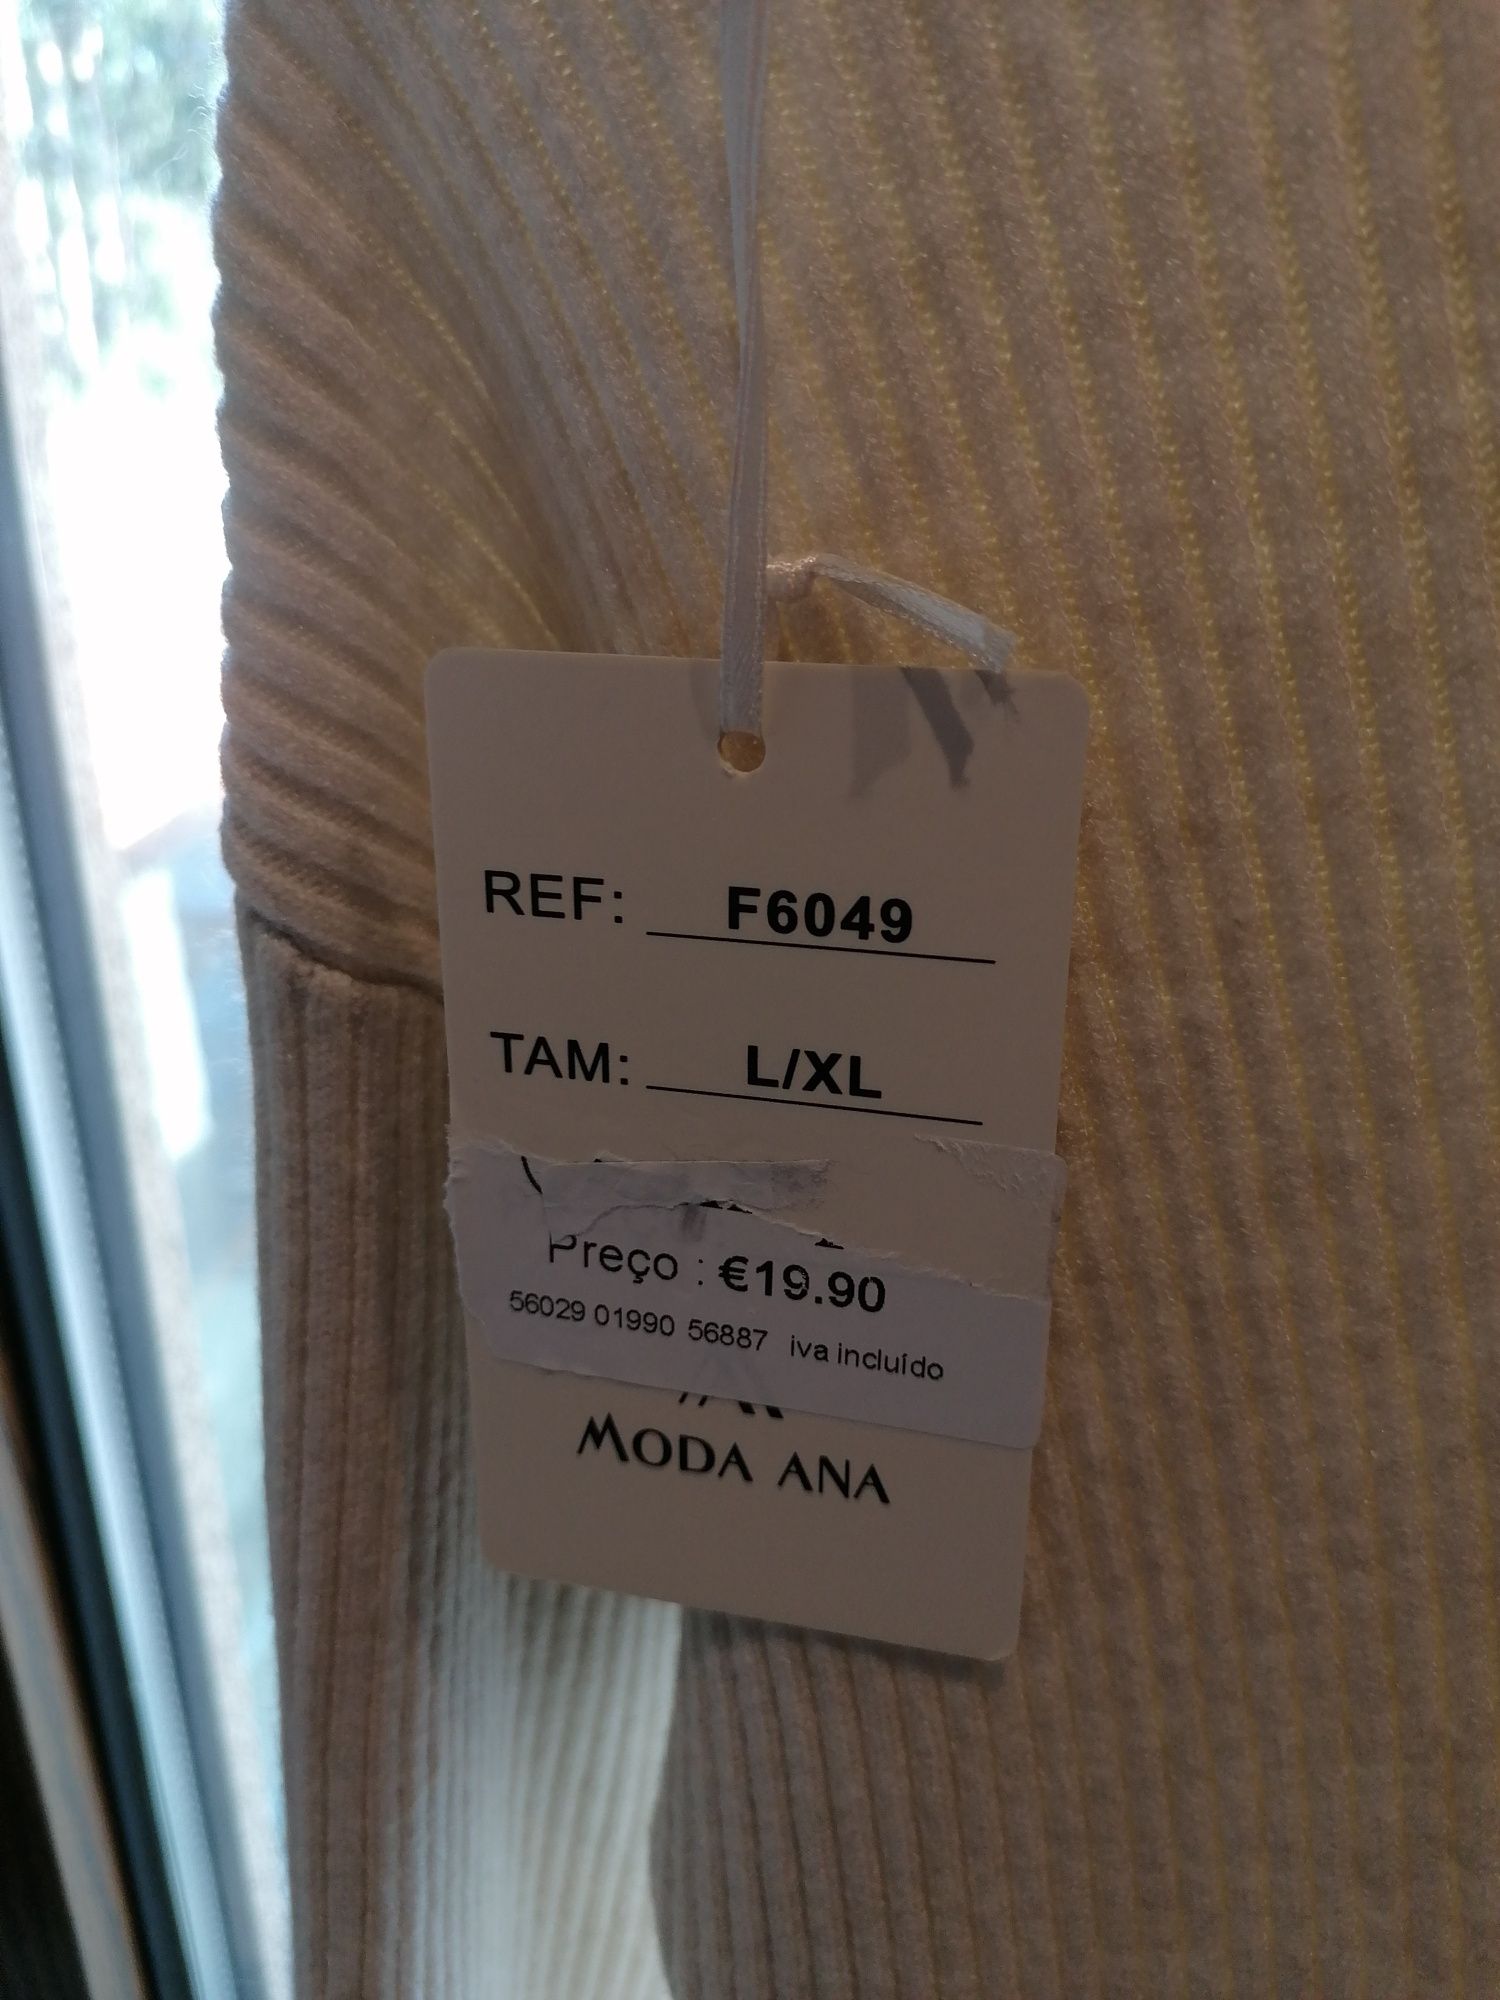 REF: F6049
TAM: L/XL
Preço : €19.90
56029 01990 56887 iva incluído
MODA ANA